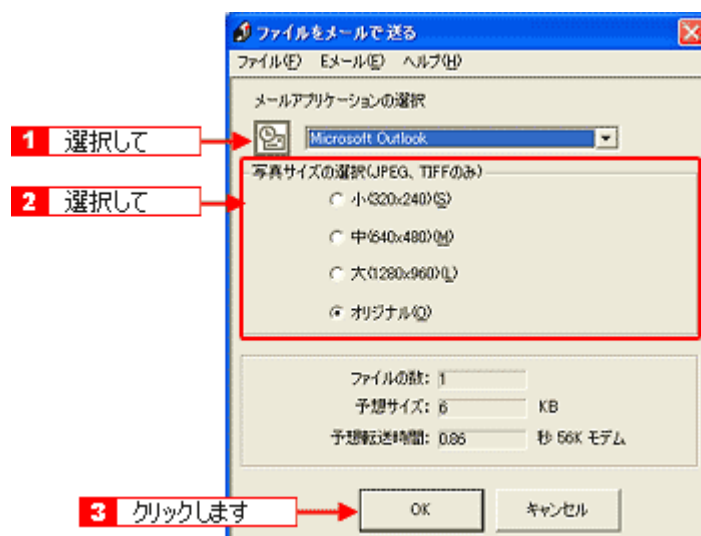 ファイルをメールで送る
ファイル(F) Eメール(E) ヘルプ(H)
メールアプリケーションの選択
1 選択して
Microsoft Outlook
写真サイズの選択(JPEG、TIFFのみ)
2 選択して
小(320x240)(S)
中(640x480)(M)
大(1280x960)(L)
オリジナル(O)
ファイルの数: 1
予想サイズ: 6 KB
予想転送時間: 0.86 秒 56K モデム
3 クリックします
OK キャンセル